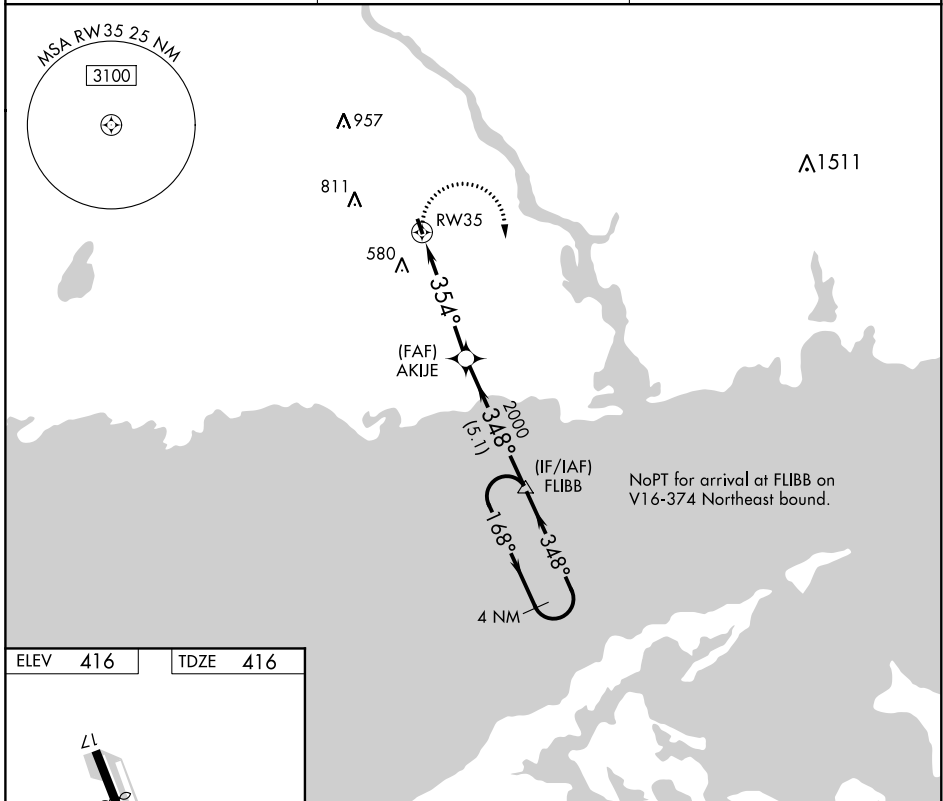 MSA RW35 25 NM
3100
957
1511
811
RW35
580
354°
(FAF)
AKIJE
2000
348°
(5.1)
(IF/IAF)
FLIBB
NoPT for arrival at FLIBB on
V16-374 Northeast bound.
168°
348°
4 NM
ELEV 416
TDZE 416
17